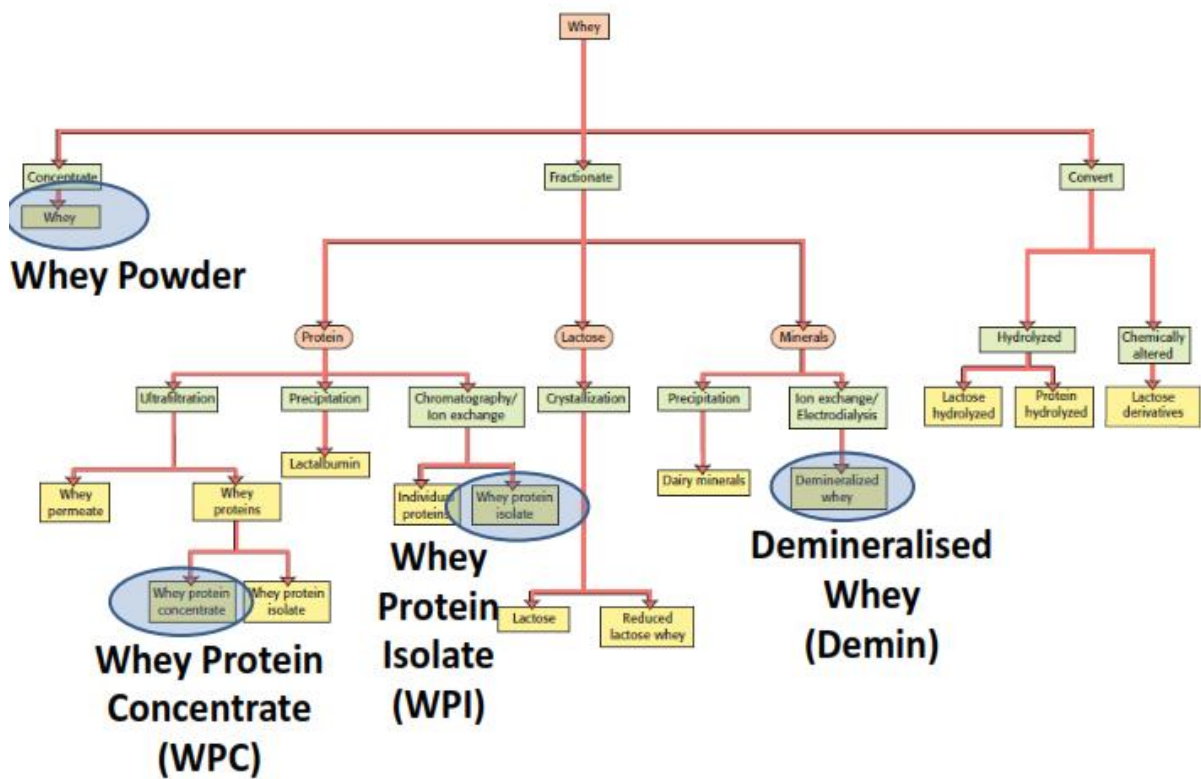 Whey
Concentrate
Fractionate
Convert
Whey
Whey Powder
Protein
Lactose
Minerals
Hydrolyzed
Chemically
altered
Ultrafiltration
Precipitation
Chromatography/
Ion exchange
Crystallization
Precipitation
Ion exchange/
Electrodialysis
Lactose
hydrolyzed
Protein
hydrolyzed
Lactose
derivatives
Lactalbumin
Whey
permeate
Whey
proteins
Individual
proteins
Whey protein
isolate
Dairy minerals
Demineralized
whey
Whey
Protein
Isolate
(WPI)
Demineralised
Whey
(Demin)
Whey protein
concentrate
Whey protein
isolate
Lactose
Reduced
lactose whey
Whey Protein
Concentrate
(WPC)